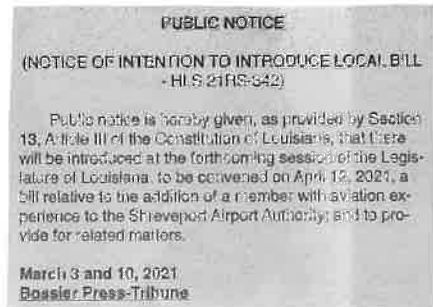 PUBLIC NOTICE
(NOTICE OF INTENTION TO INTRODUCE LOCAL BILL
- HLS 21RS-342)
Public notice is hereby given, as provided by Section
13, Article III of the Constitution of Louisiana, that there
will be introduced at the forthcoming session of the Legis-
lature of Louisiana, to be convened on April 12, 2021, a
bill relative to the addition of a member with aviation ex-
perience to the Shreveport Airport Authority; and to pro-
vide for related matters.
March 3 and 10, 2021
Bossier Press-Tribune